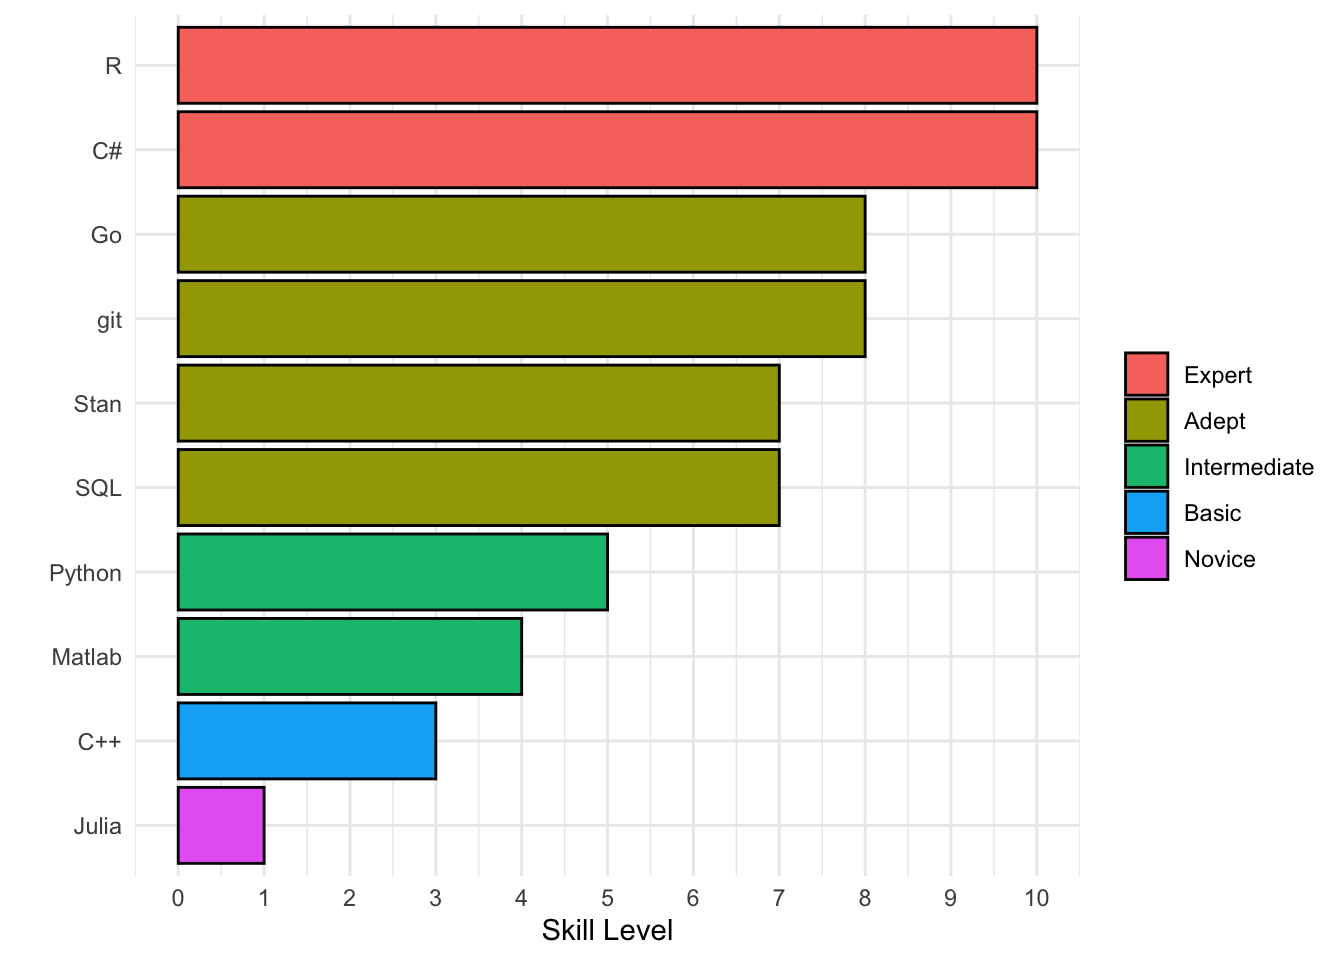 R
C#
Go
git
Stan
SQL
Python
Matlab
C++
Julia
0 1 2 3 4 5 6 7 8 9 10
Skill Level
Expert
Adept
Intermediate
Basic
Novice